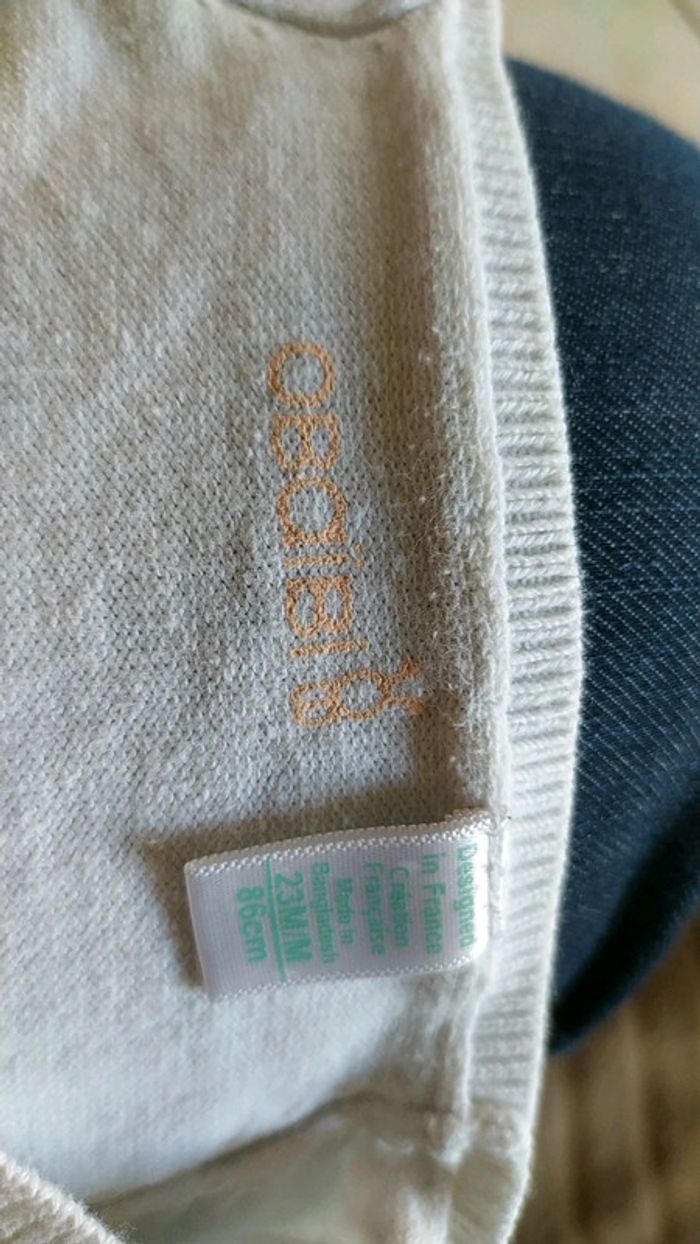 OBaïBi
Designed
in France
Création
Française
Made in
Bangladesh
23M/M
86cm